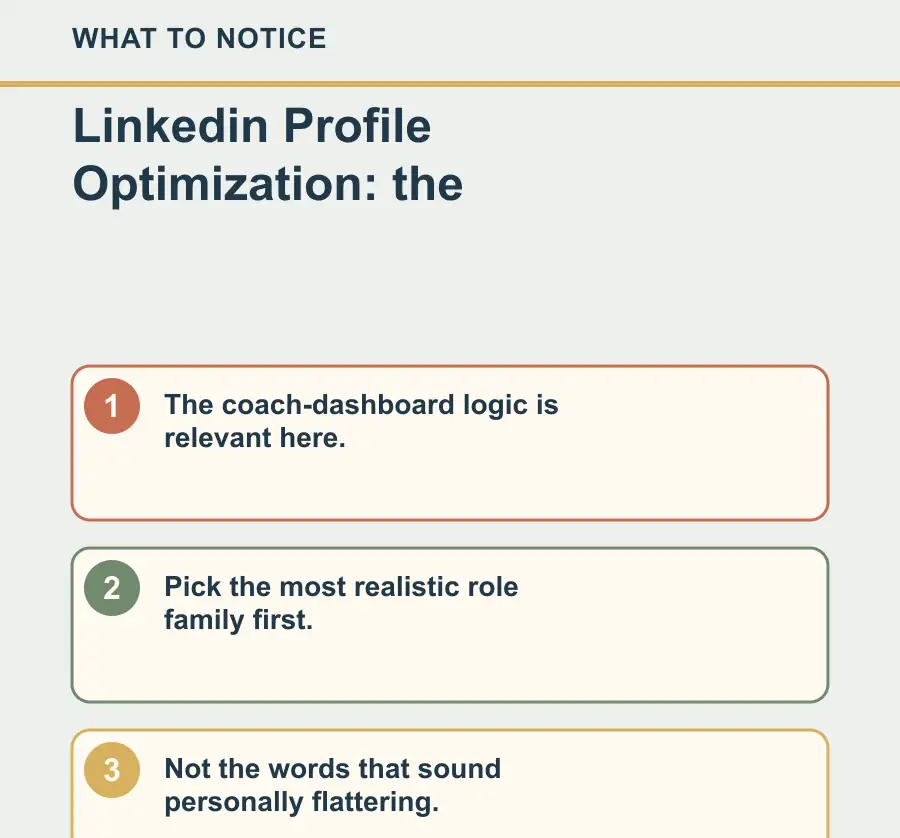 WHAT TO NOTICE
Linkedin Profile
Optimization: the
1
The coach-dashboard logic is
relevant here.
2
Pick the most realistic role
family first.
3
Not the words that sound
personally flattering.